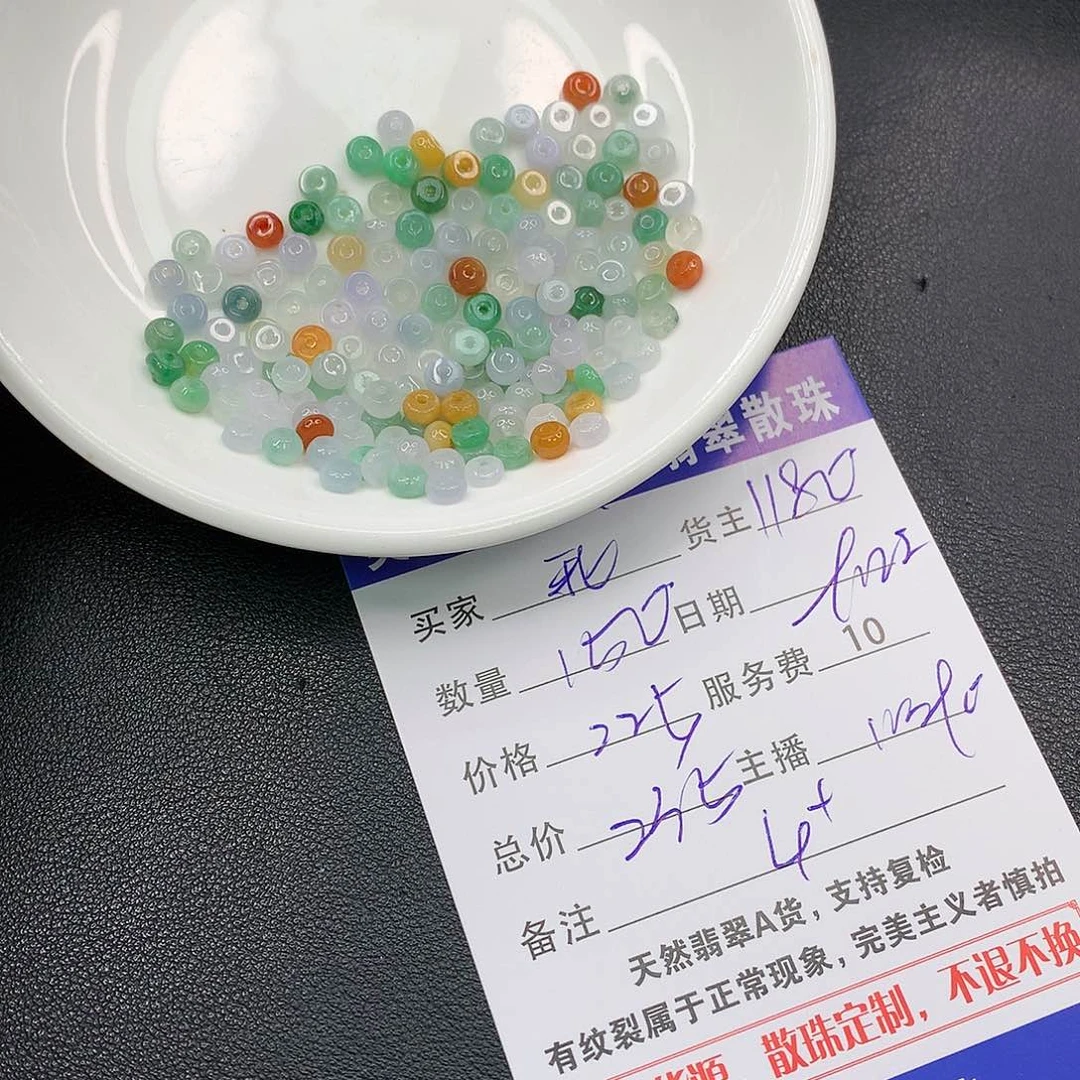 翡翠散珠
买家 货主 1180
数量 150 日期
价格 225 服务费 10
总价 235 主播
备注 4+
天然翡翠A货，支持复检
有纹裂属于正常现象，完美主义者慎拍
货源 散珠定制，不退不换